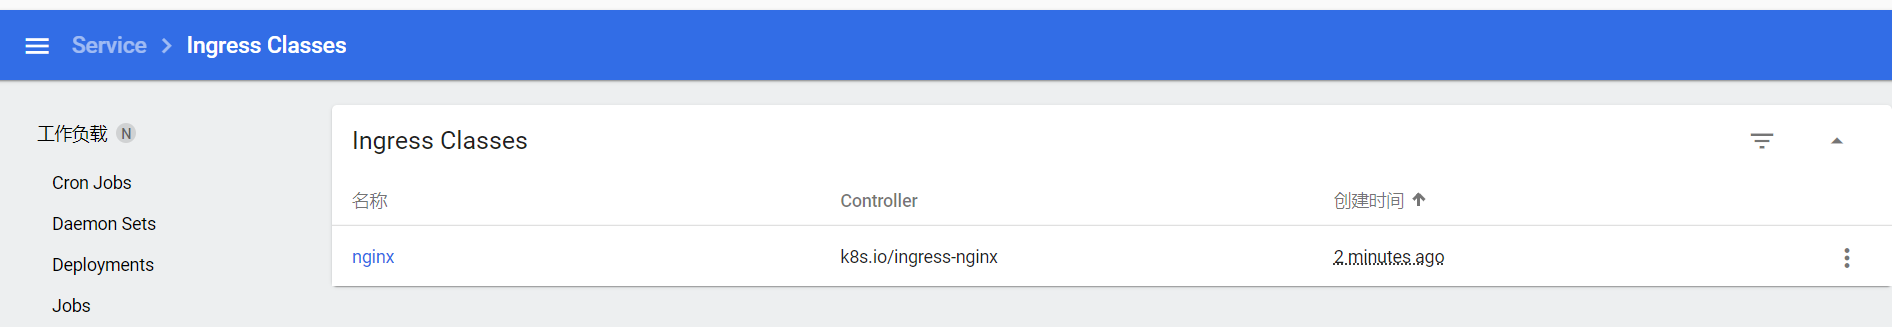 Service > Ingress Classes
工作负载 N
Cron Jobs
Daemon Sets
Deployments
Jobs
Ingress Classes
名称 Controller 创建时间
nginx k8s.io/ingress-nginx 2 minutes ago